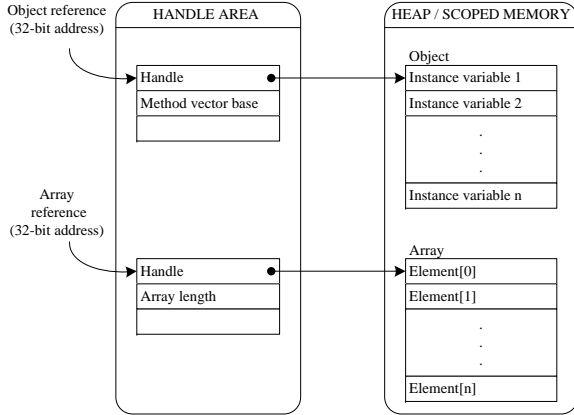 Object reference
(32-bit address)
HANDLE AREA
HEAP / SCOPED MEMORY
Object
Handle
Method vector base
Instance variable 1
Instance variable 2
.
.
.
Instance variable n
Array
reference
(32-bit address)
Handle
Array length
Array
Element[0]
Element[1]
.
.
.
Element[n]